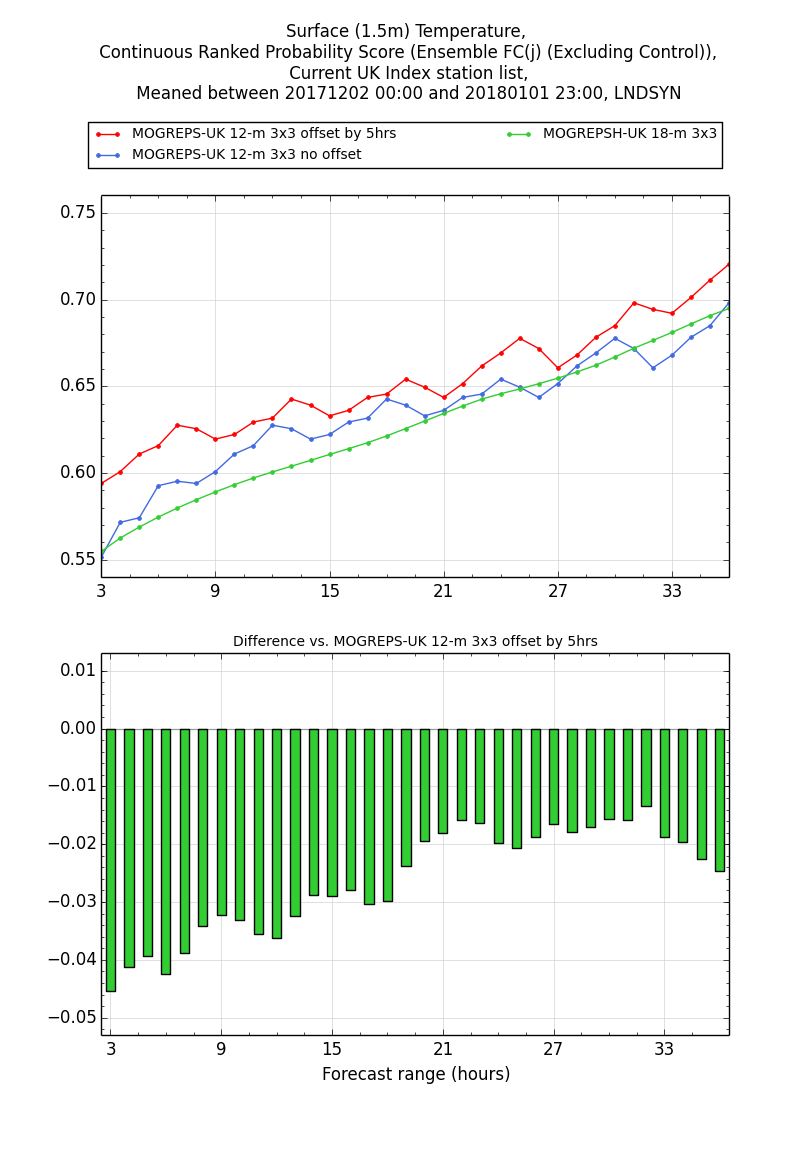 Surface (1.5m) Temperature,
Continuous Ranked Probability Score (Ensemble FC(j) (Excluding Control)),
Current UK Index station list,
Meaned between 20171202 00:00 and 20180101 23:00, LNDSYN
MOGREPS-UK 12-m 3x3 offset by 5hrs
MOGREPSH-UK 18-m 3x3
MOGREPS-UK 12-m 3x3 no offset
0.75
0.70
0.65
0.60
0.55
3 9 15 21 27 33
Difference vs. MOGREPS-UK 12-m 3x3 offset by 5hrs
0.01
0.00
−0.01
−0.02
−0.03
−0.04
−0.05
3 9 15 21 27 33
Forecast range (hours)